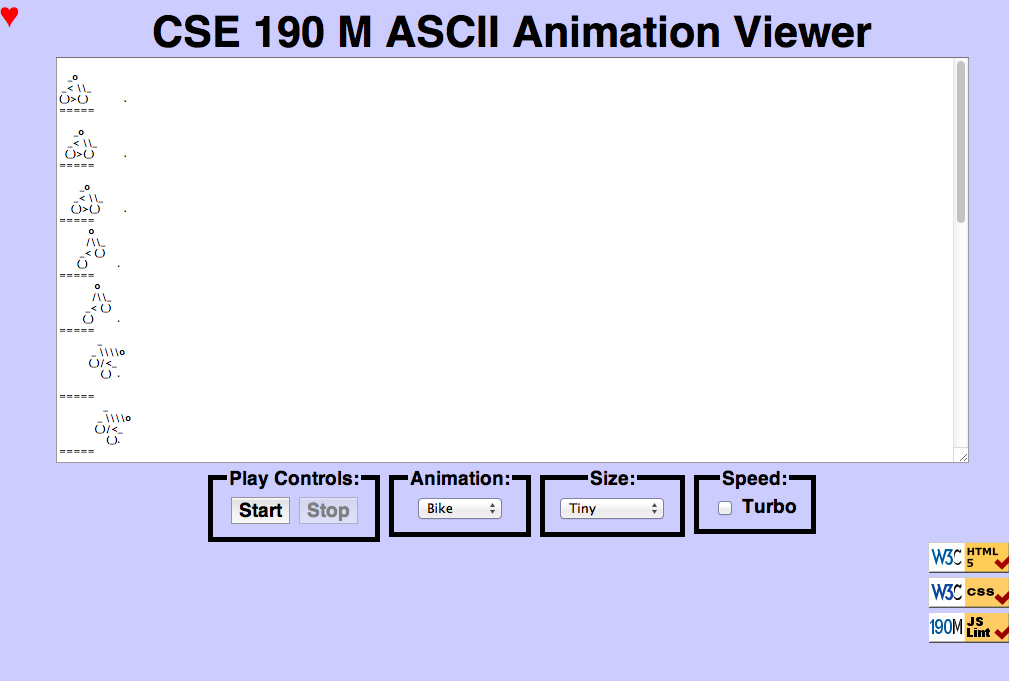 ♥
CSE 190 M ASCII Animation Viewer
   _o
 _< \\_
(_)>(_)      .
=====
    _o
  _< \\_
 (_)>(_)     .
=====
     _o
   _< \\_
  (_)>(_)    .
=====
      o
     /\\_
    _< (_)
   (_)     .
=====
       o
      /\\_
     _< (_)
    (_)    .
=====
       _
      _ \\\\o
     (_)/<_
       (_) .
=====
        _
       _ \\\\o
      (_)/<_
        (_).
=====
Play Controls: Animation: Size: Speed:
Start Stop Bike Tiny Turbo
W3C HTML 5
W3C css
190M JS Lint